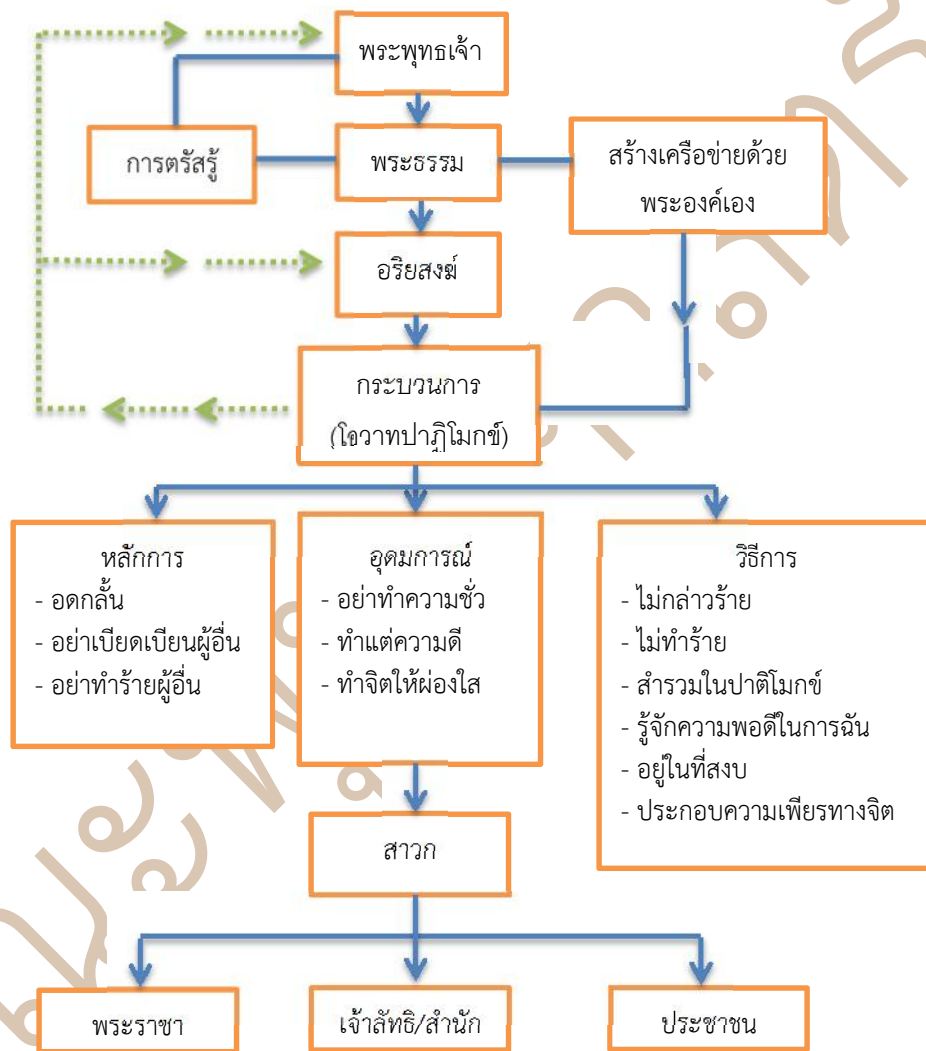 พระพุทธเจ้า
การตรัสรู้
พระธรรม
สร้างเครือข่ายด้วย
พระองค์เอง
อริยสงฆ์
กระบวนการ
(โอวาทปาฏิโมกข์)
หลักการ
- อดกลั้น
- อย่าเบียดเบียนผู้อื่น
- อย่าทำร้ายผู้อื่น
อุดมการณ์
- อย่าทำความชั่ว
- ทำแต่ความดี
- ทำจิตให้ผ่องใส
วิธีการ
- ไม่กล่าวร้าย
- ไม่ทำร้าย
- สำรวมในปาติโมกข์
- รู้จักความพอดีในการฉัน
- อยู่ในที่สงบ
- ประกอบความเพียรทางจิต
สาวก
พระราชา
เจ้าลัทธิ/สำนัก
ประชาชน